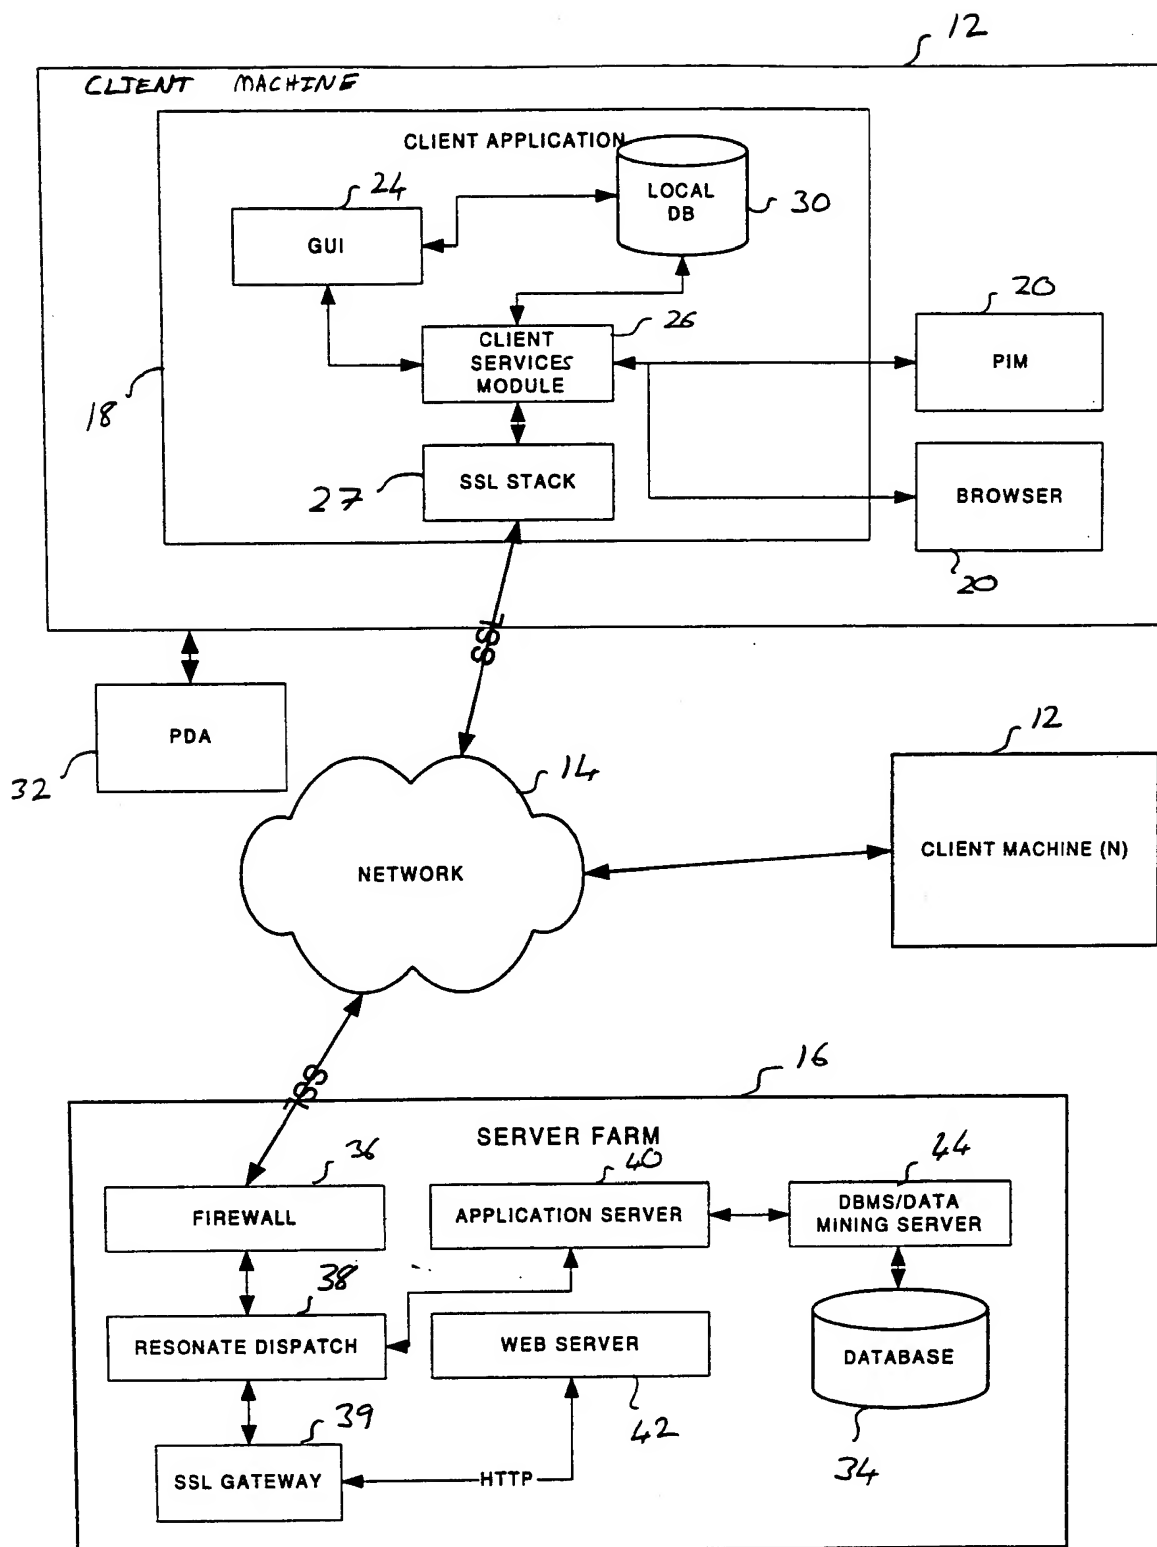 12
CLIENT MACHINE
CLIENT APPLICATION
24
GUI
LOCAL
DB
30
26
CLIENT
SERVICES
MODULE
20
PIM
18
27
SSL STACK
BROWSER
20
SSL
PDA
32
14
NETWORK
12
CLIENT MACHINE (N)
SSL
16
SERVER FARM
36
FIREWALL
40
APPLICATION SERVER
44
DBMS/DATA
MINING SERVER
38
RESONATE DISPATCH
WEB SERVER
42
DATABASE
34
39
SSL GATEWAY
HTTP